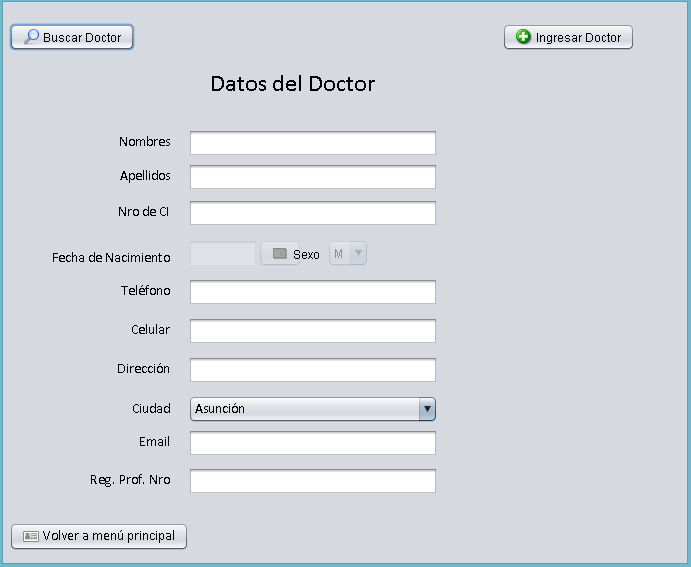 Buscar Doctor
Ingresar Doctor
Datos del Doctor
Nombres
Apellidos
Nro de CI
Fecha de Nacimiento
Sexo
M
Teléfono
Celular
Dirección
Ciudad
Asunción
Email
Reg. Prof. Nro
Volver a menú principal